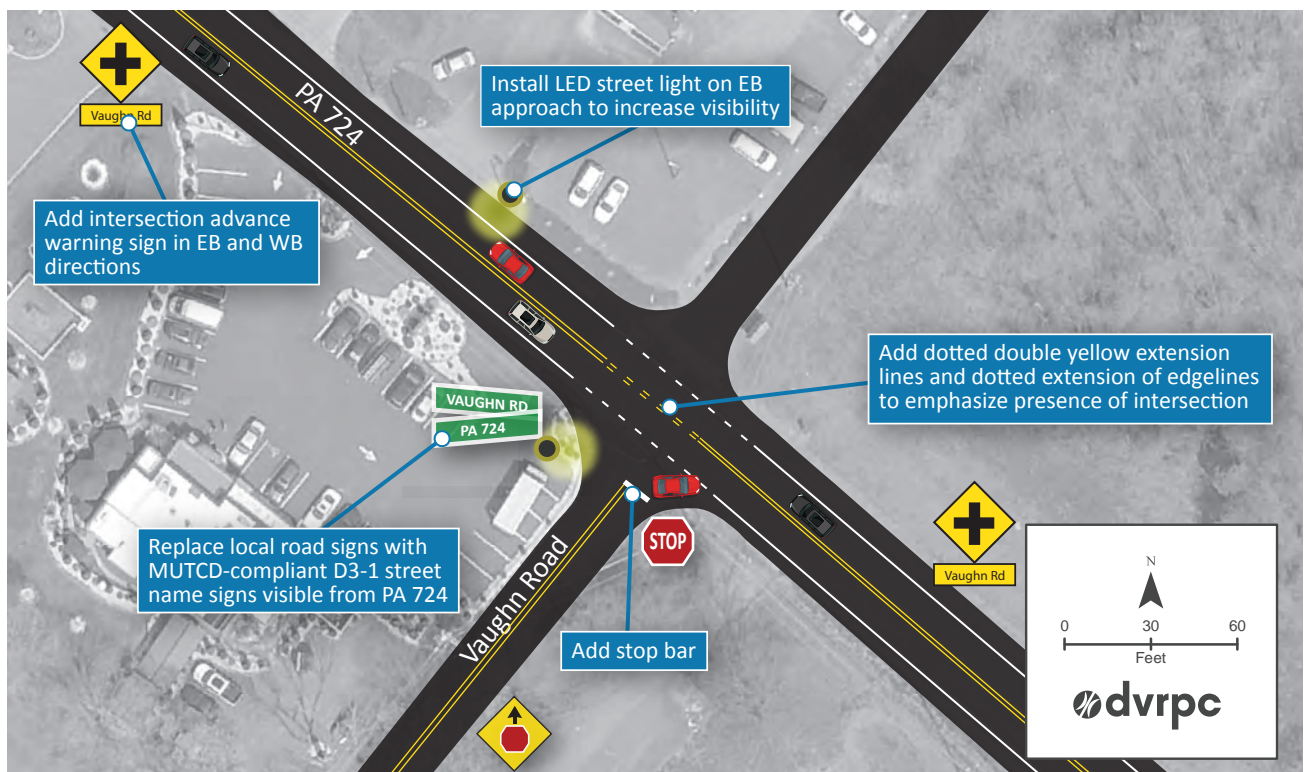 Vaughn Rd
PA 724
Install LED street light on EB
approach to increase visibility
Add intersection advance
warning sign in EB and WB
directions
Add dotted double yellow extension
lines and dotted extension of edgelines
to emphasize presence of intersection
VAUGHN RD
PA 724
Replace local road signs with
MUTCD-compliant D3-1 street
name signs visible from PA 724
STOP
Vaughn Road
Add stop bar
Vaughn Rd
N
0 30 60
Feet
dvrpc